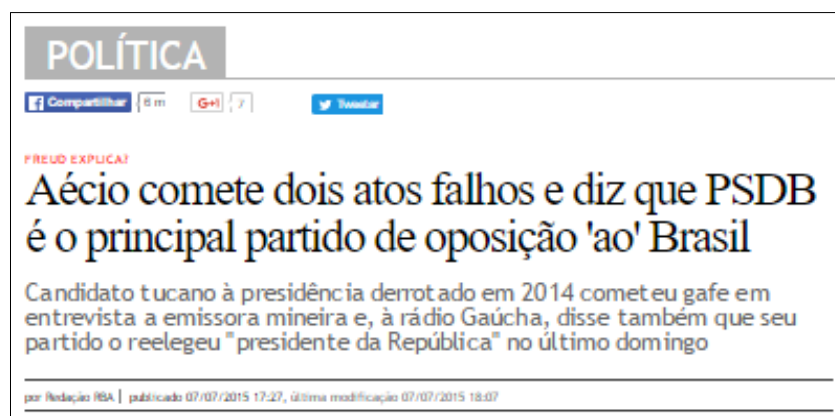 POLÍTICA
Compartilhar 6 m G+1 7 Tweetar
FREUD EXPLICA?
Aécio comete dois atos falhos e diz que PSDB
é o principal partido de oposição 'ao' Brasil
Candidato tucano à presidência derrotado em 2014 cometeu gafe em
entrevista a emissora mineira e, à rádio Gaúcha, disse também que seu
partido o reelegeu "presidente da República" no último domingo
por Redação RBA | publicado 07/07/2015 17:27, última modificação 07/07/2015 18:07